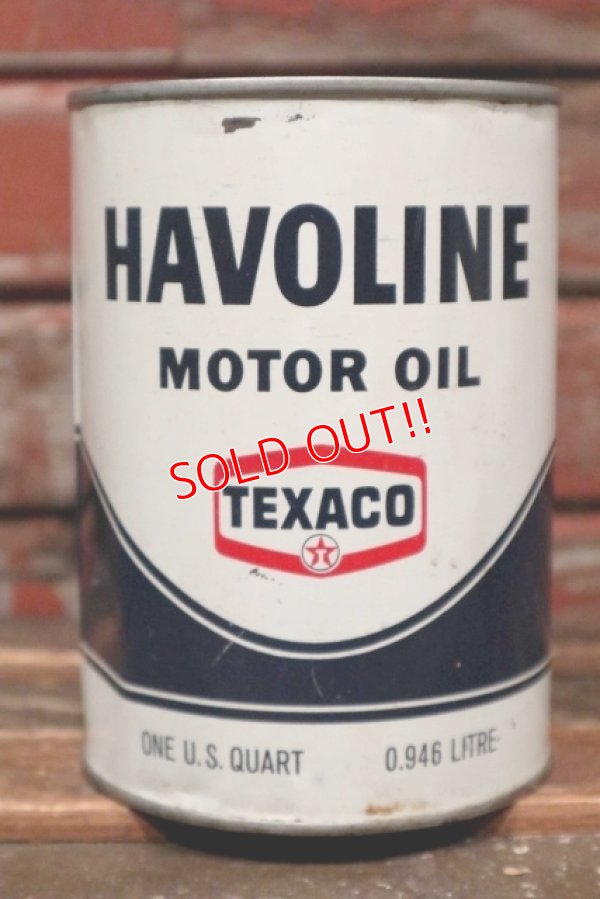 HAVOLINE
MOTOR OIL
SOLD OUT!!
TEXACO
T
ONE U.S. QUART 0.946 LITRE